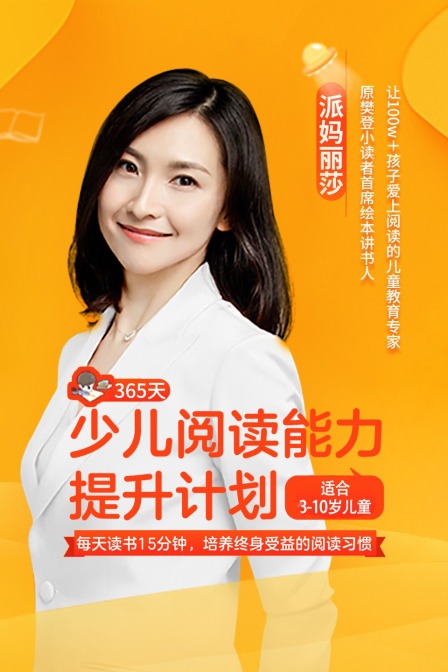 让100w+孩子爱上阅读的儿童教育专家
原樊登小读者首席绘本讲书人
派妈丽莎
365天
少儿阅读能力
提升计划
适合
3-10岁儿童
每天读书15分钟，培养终身受益的阅读习惯